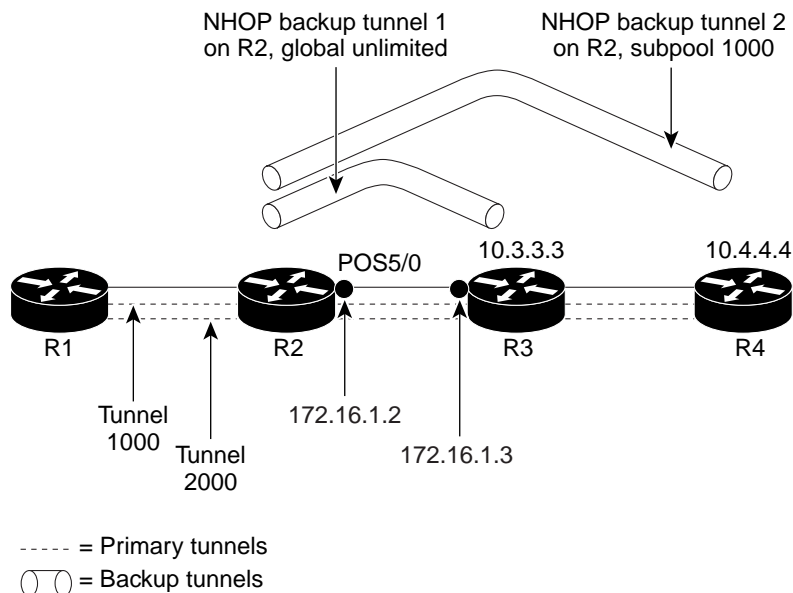 NHOP backup tunnel 1
on R2, global unlimited
NHOP backup tunnel 2
on R2, subpool 1000
POS5/0
10.3.3.3
10.4.4.4
R1
R2
R3
R4
Tunnel
1000
Tunnel
2000
172.16.1.2
172.16.1.3
= Primary tunnels
= Backup tunnels